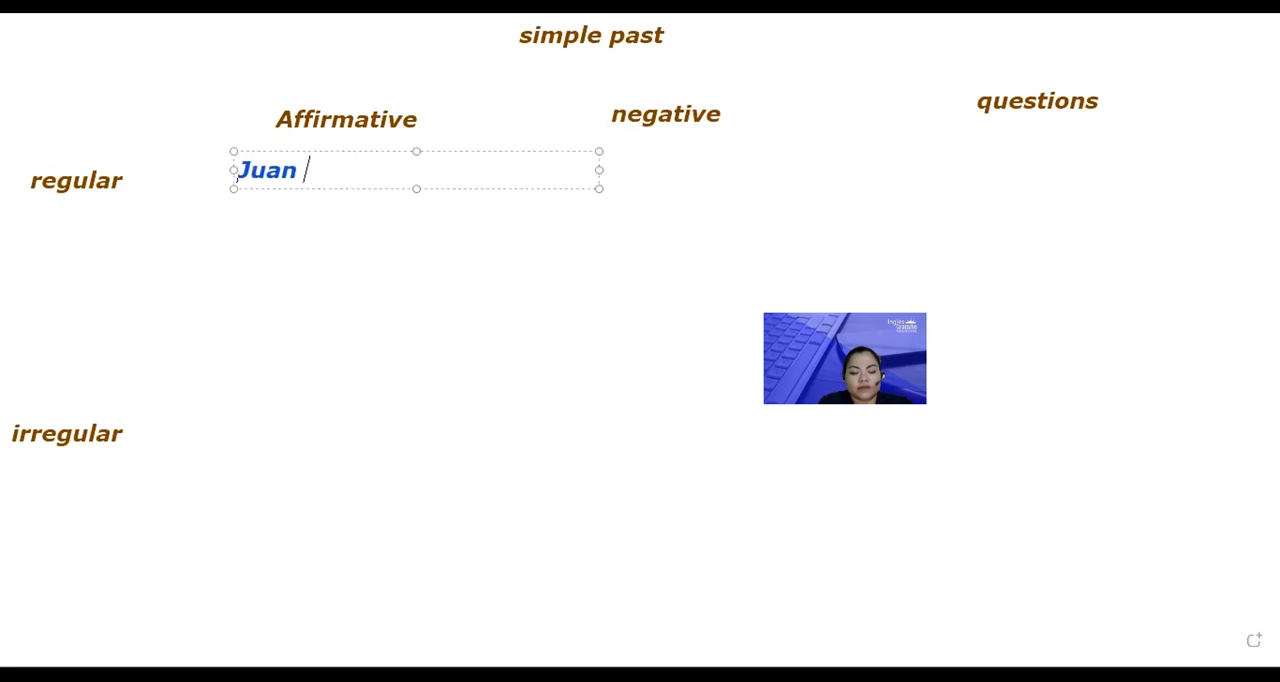 simple past
Affirmative
negative
questions
regular
Juan
irregular